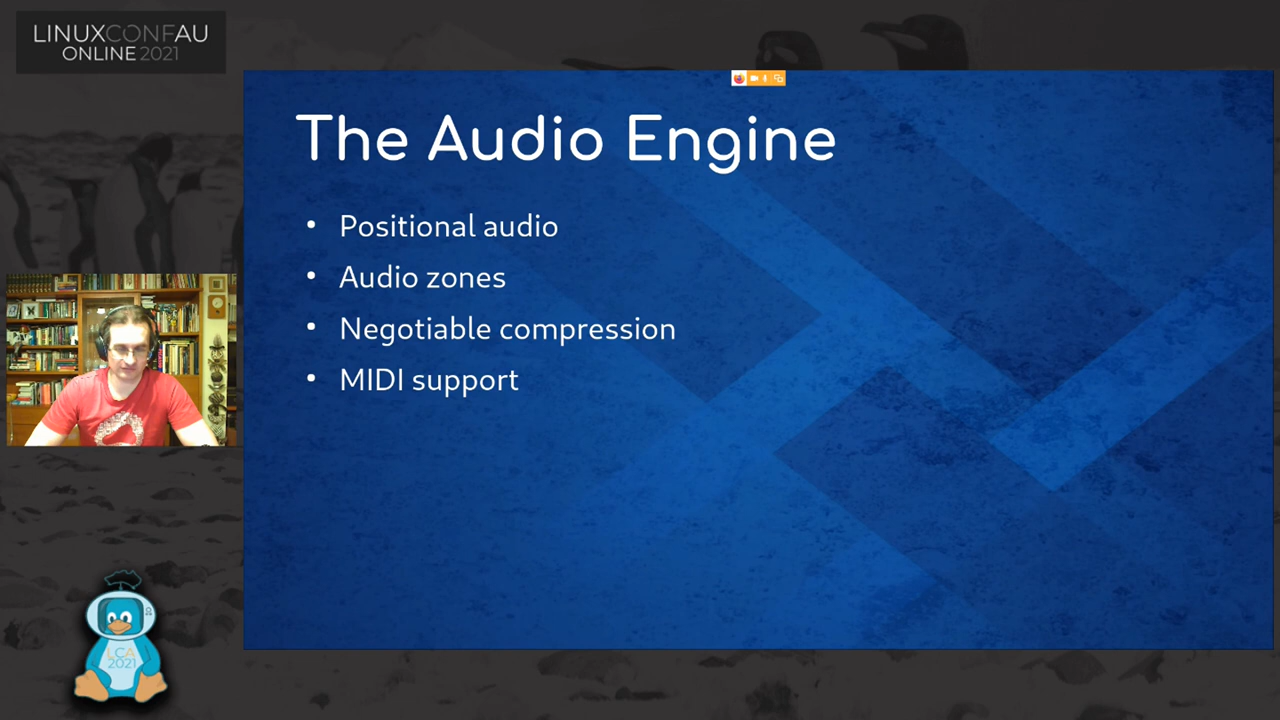 LINUXCONFAU
ONLINE 2021
The Audio Engine
• Positional audio
• Audio zones
• Negotiable compression
• MIDI support
LCA
2021